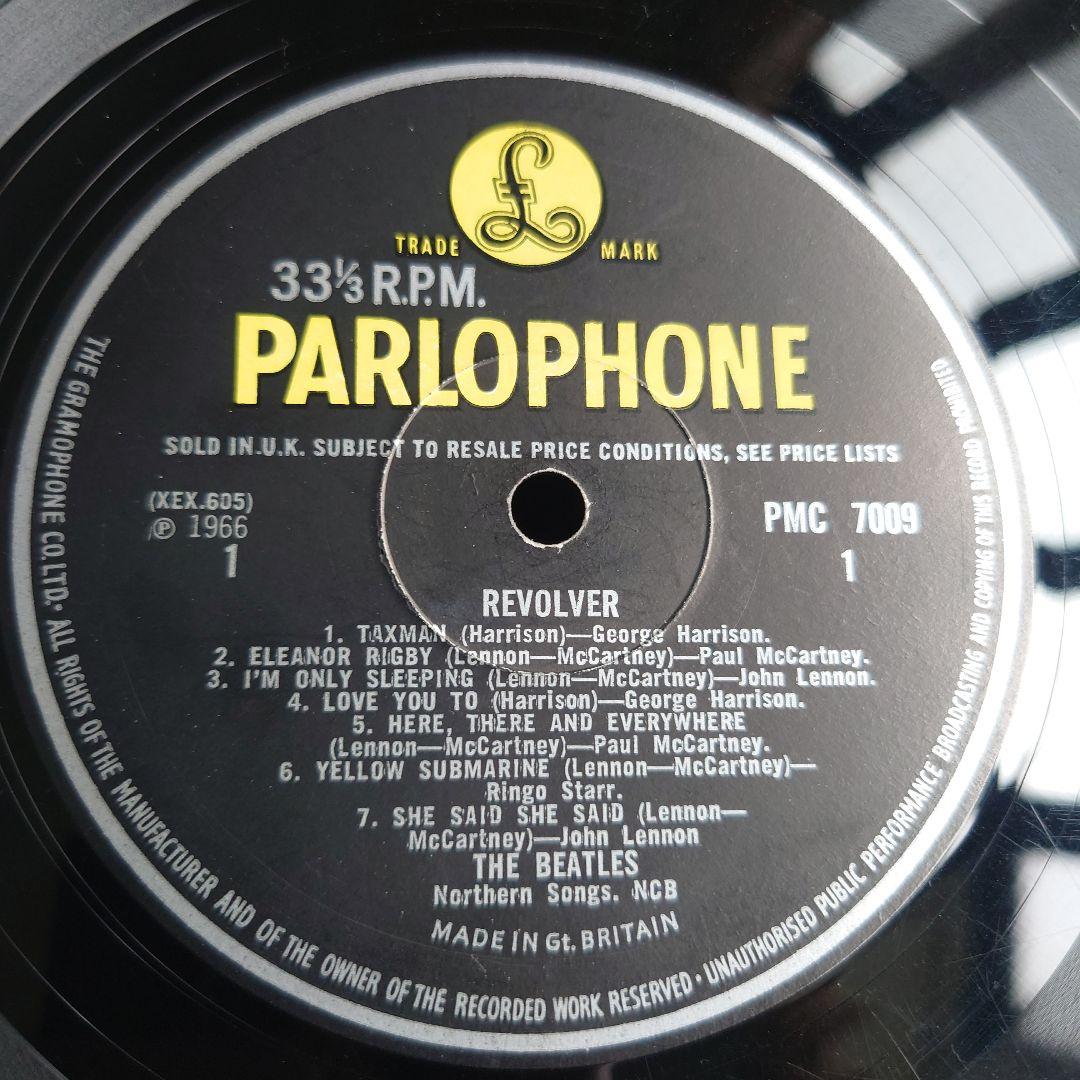 £
TRADE MARK
33⅓ R.P.M.
PARLOPHONE
SOLD IN U.K. SUBJECT TO RESALE PRICE CONDITIONS, SEE PRICE LISTS
(XEX.605)
℗ 1966
1
PMC 7009
1
REVOLVER
1. TAXMAN (Harrison)—George Harrison.
2. ELEANOR RIGBY (Lennon—McCartney)—Paul McCartney.
3. I'M ONLY SLEEPING (Lennon—McCartney)—John Lennon.
4. LOVE YOU TO (Harrison)—George Harrison.
5. HERE, THERE AND EVERYWHERE
(Lennon—McCartney)—Paul McCartney.
6. YELLOW SUBMARINE (Lennon—McCartney)—
Ringo Starr.
7. SHE SAID SHE SAID (Lennon—
McCartney)—John Lennon
THE BEATLES
Northern Songs. NCB
MADE IN Gt. BRITAIN
THE GRAMOPHONE CO. LTD. · ALL RIGHTS OF THE MANUFACTURER AND OF THE OWNER OF THE RECORDED WORK RESERVED · UNAUTHORISED PUBLIC PERFORMANCE BROADCASTING AND COPYING OF THIS RECORD PROHIBITED